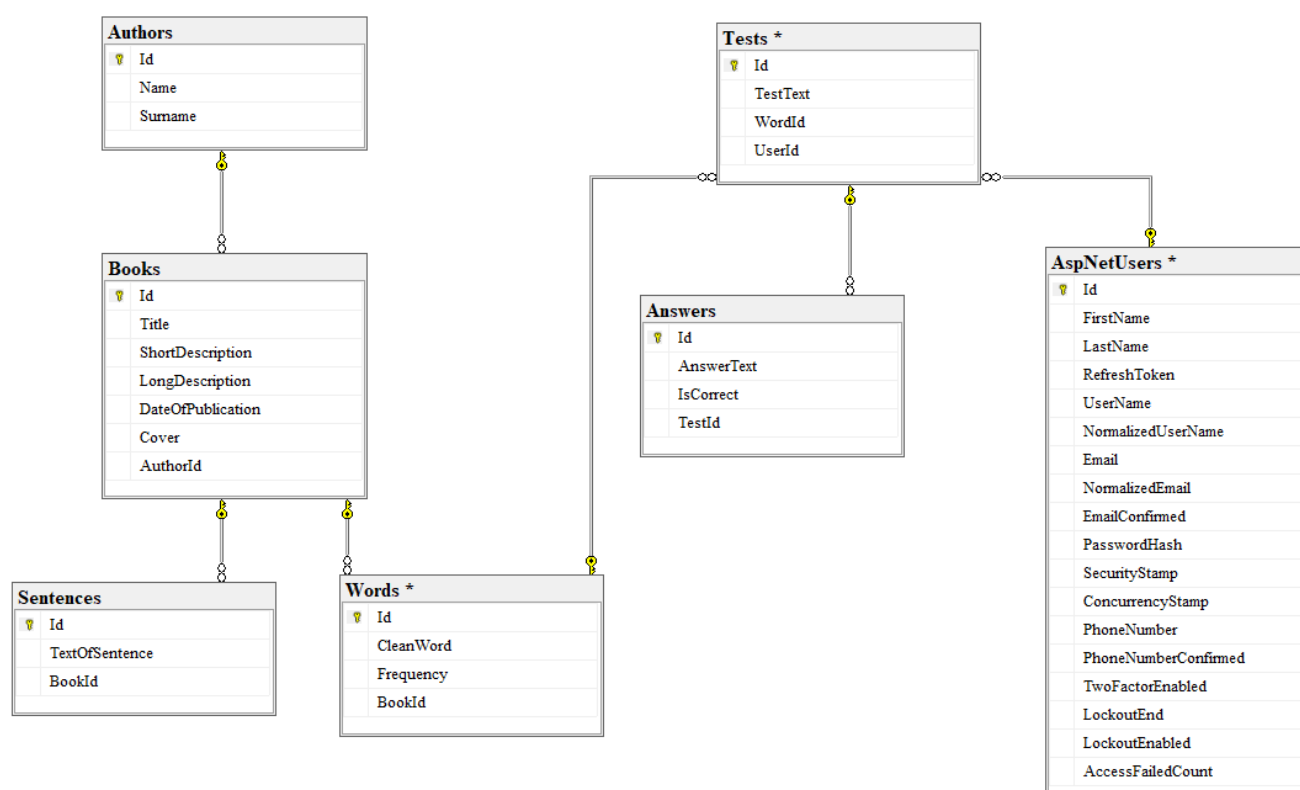 Authors
Id
Name
Surname
Books
Id
Title
ShortDescription
LongDescription
DateOfPublication
Cover
AuthorId
Sentences
Id
TextOfSentence
BookId
Words *
Id
CleanWord
Frequency
BookId
Tests *
Id
TestText
WordId
UserId
Answers
Id
AnswerText
IsCorrect
TestId
AspNetUsers *
Id
FirstName
LastName
RefreshToken
UserName
NormalizedUserName
Email
NormalizedEmail
EmailConfirmed
PasswordHash
SecurityStamp
ConcurrencyStamp
PhoneNumber
PhoneNumberConfirmed
TwoFactorEnabled
LockoutEnd
LockoutEnabled
AccessFailedCount